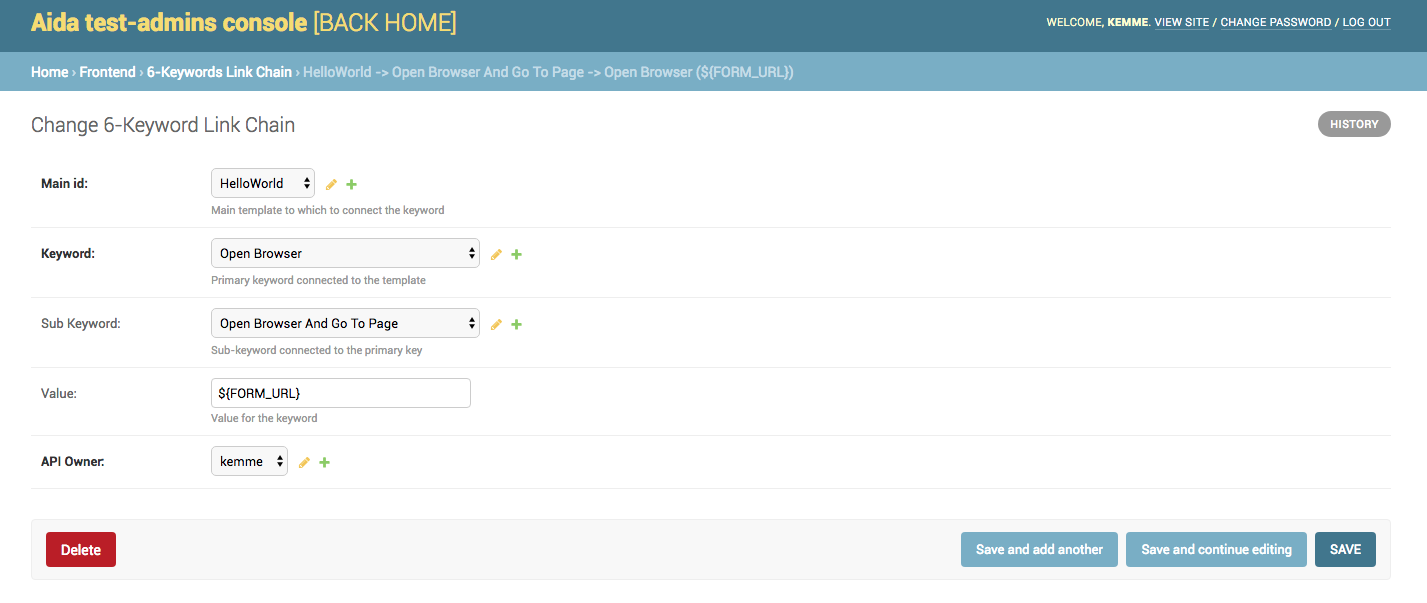 Aida test-admins console [BACK HOME]
WELCOME, KEMME. VIEW SITE / CHANGE PASSWORD / LOG OUT
Home › Frontend › 6-Keywords Link Chain › HelloWorld -> Open Browser And Go To Page -> Open Browser (${FORM_URL})
Change 6-Keyword Link Chain
HISTORY
Main id:
HelloWorld
Main template to which to connect the keyword
Keyword:
Open Browser
Primary keyword connected to the template
Sub Keyword:
Open Browser And Go To Page
Sub-keyword connected to the primary key
Value:
${FORM_URL}
Value for the keyword
API Owner:
kemme
Delete
Save and add another
Save and continue editing
SAVE